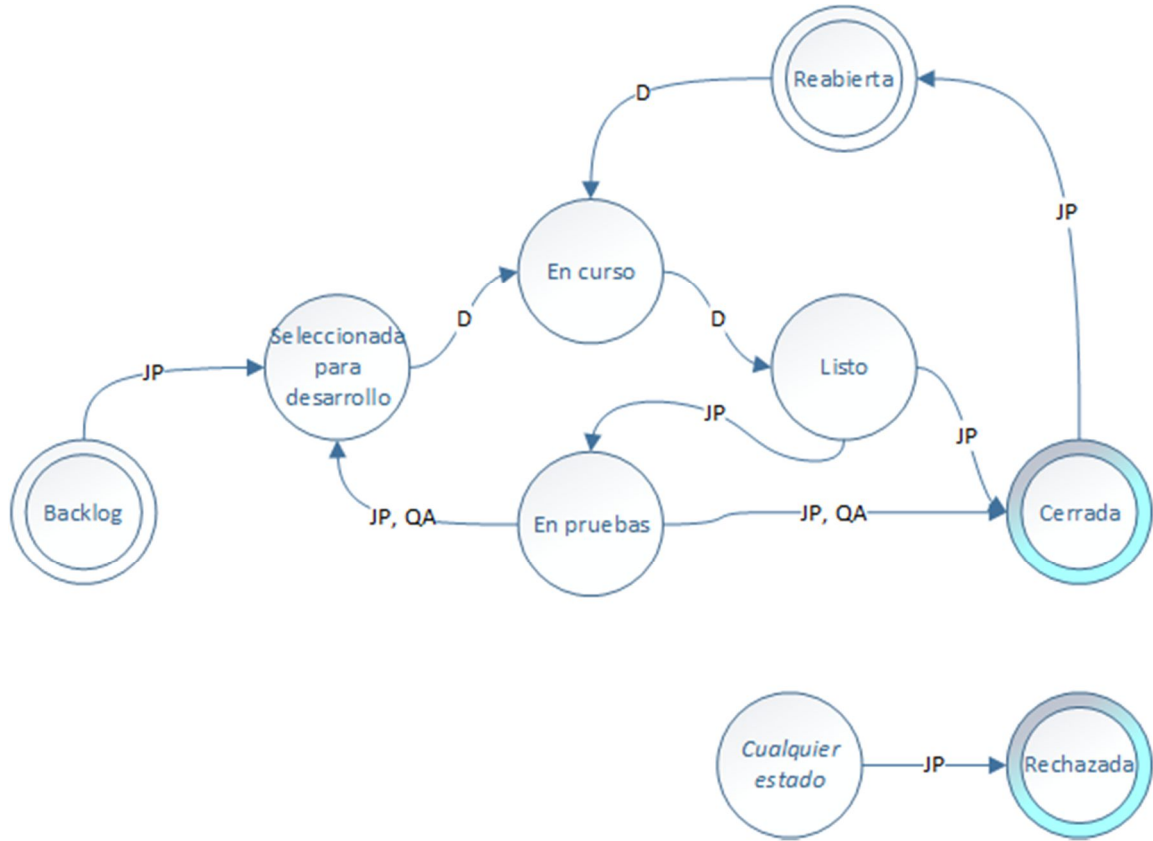 Reabierta
D
JP
En curso
D
D
Seleccionada
para
desarrollo
Listo
JP
JP
JP
Backlog
JP, QA
En pruebas
JP, QA
Cerrada
Cualquier
estado
JP
Rechazada